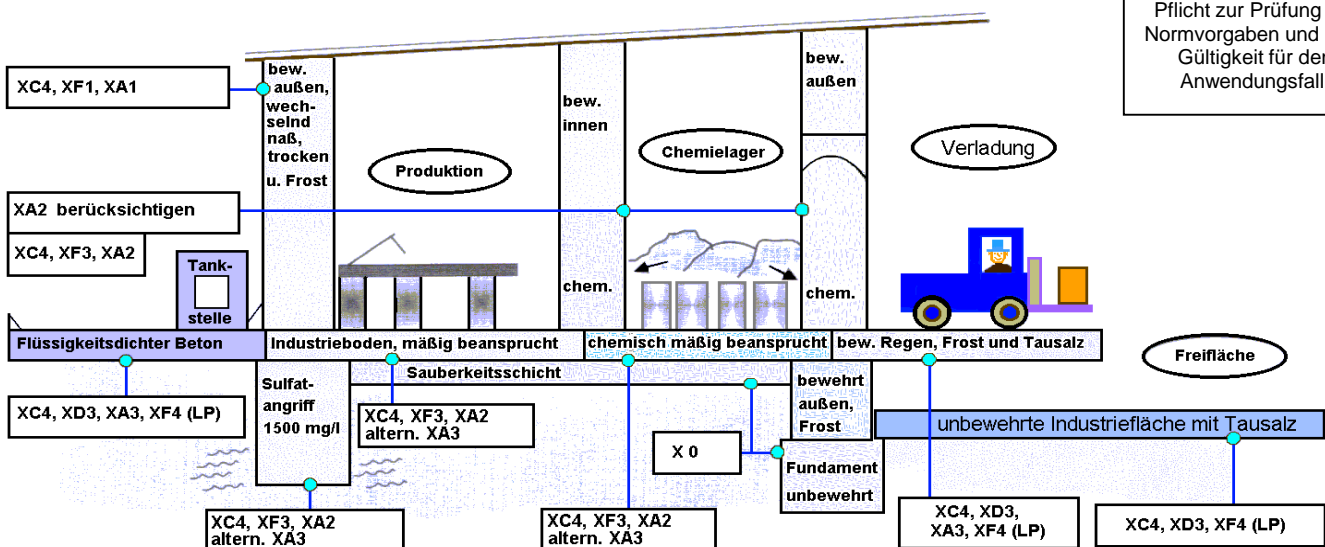 Pflicht zur Prüfung
Normvorgaben und
Gültigkeit für
Anwendungsfall
XC4, XF1, XA1
bew.
außen,
wech-
selnd
naß,
trocken
u. Frost
bew.
innen
bew.
außen
Produktion
Chemielager
Verladung
XA2 berücksichtigen
XC4, XF3, XA2
Tank-
stelle
chem.
chem.
Flüssigkeitsdichter Beton
Industrieboden, mäßig beansprucht
chemisch mäßig beansprucht
bew. Regen, Frost und Tausalz
Freifläche
Sauberkeitsschicht
Sulfat-
angriff
1500 mg/l
bewehrt
außen,
Frost
XC4, XD3, XA3, XF4 (LP)
XC4, XF3, XA2
altern. XA3
unbewehrte Industriefläche mit Tausalz
X 0
Fundament
unbewehrt
XC4, XF3, XA2
altern. XA3
XC4, XF3, XA2
altern. XA3
XC4, XD3,
XA3, XF4 (LP)
XC4, XD3, XF4 (LP)